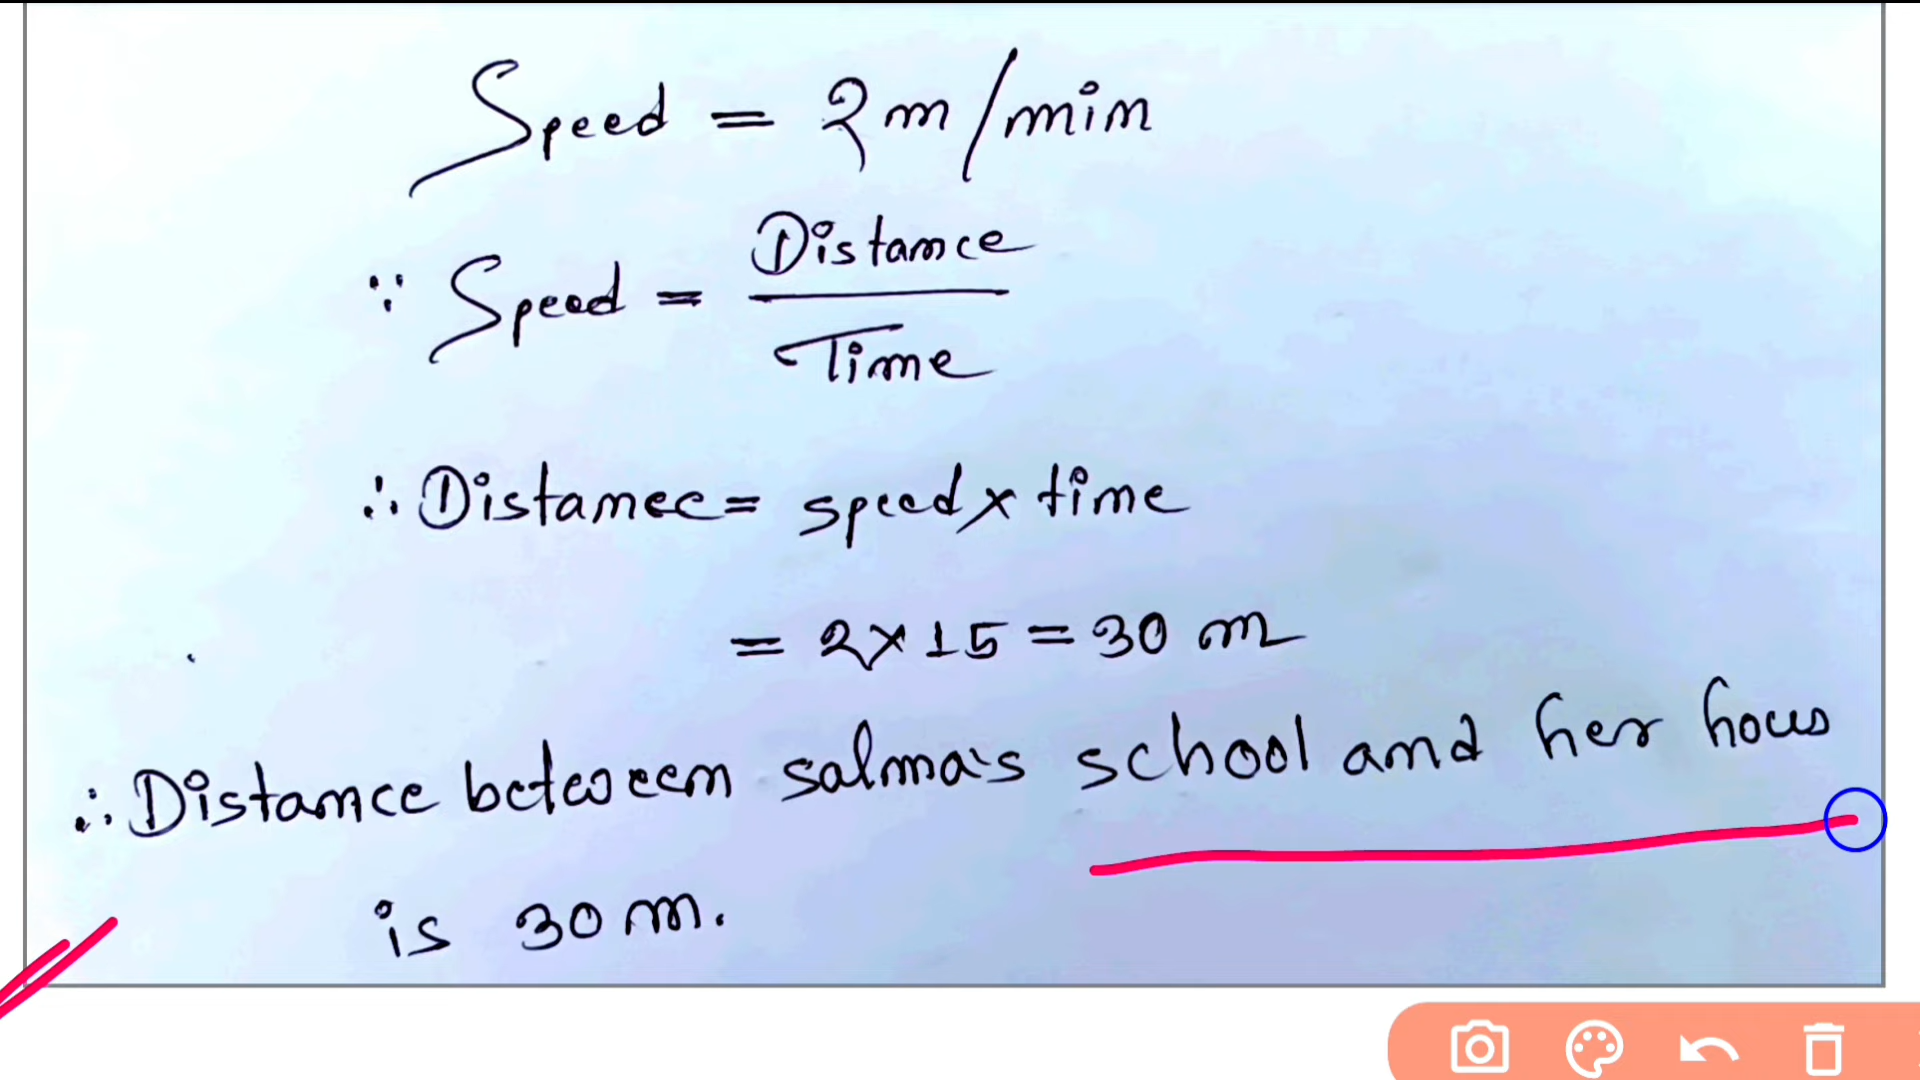 Speed = 2m/min
∵ Speed = Distance / Time
∴ Distance = speed x time
= 2x15 = 30 m
∴ Distance between salma's school and her hous
is 30m.